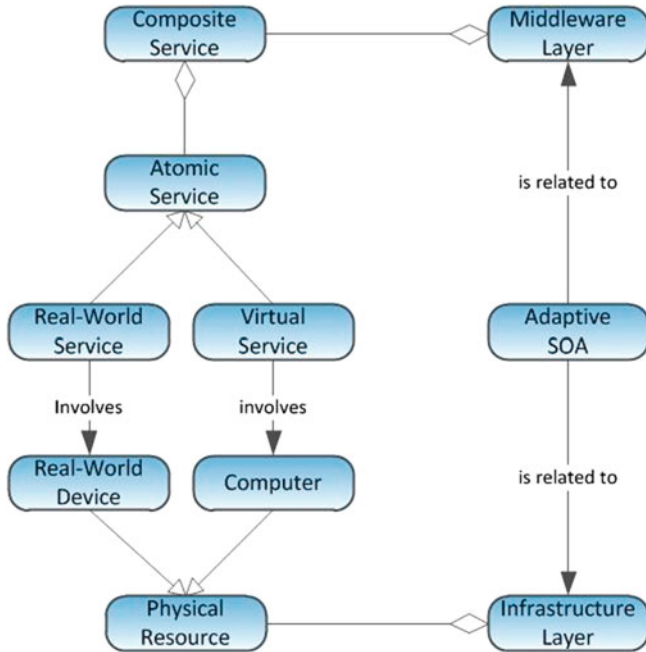 Composite
Service
Middleware
Layer
Atomic
Service
is related to
Real-World
Service
Virtual
Service
Adaptive
SOA
Involves
involves
Real-World
Device
Computer
is related to
Physical
Resource
Infrastructure
Layer